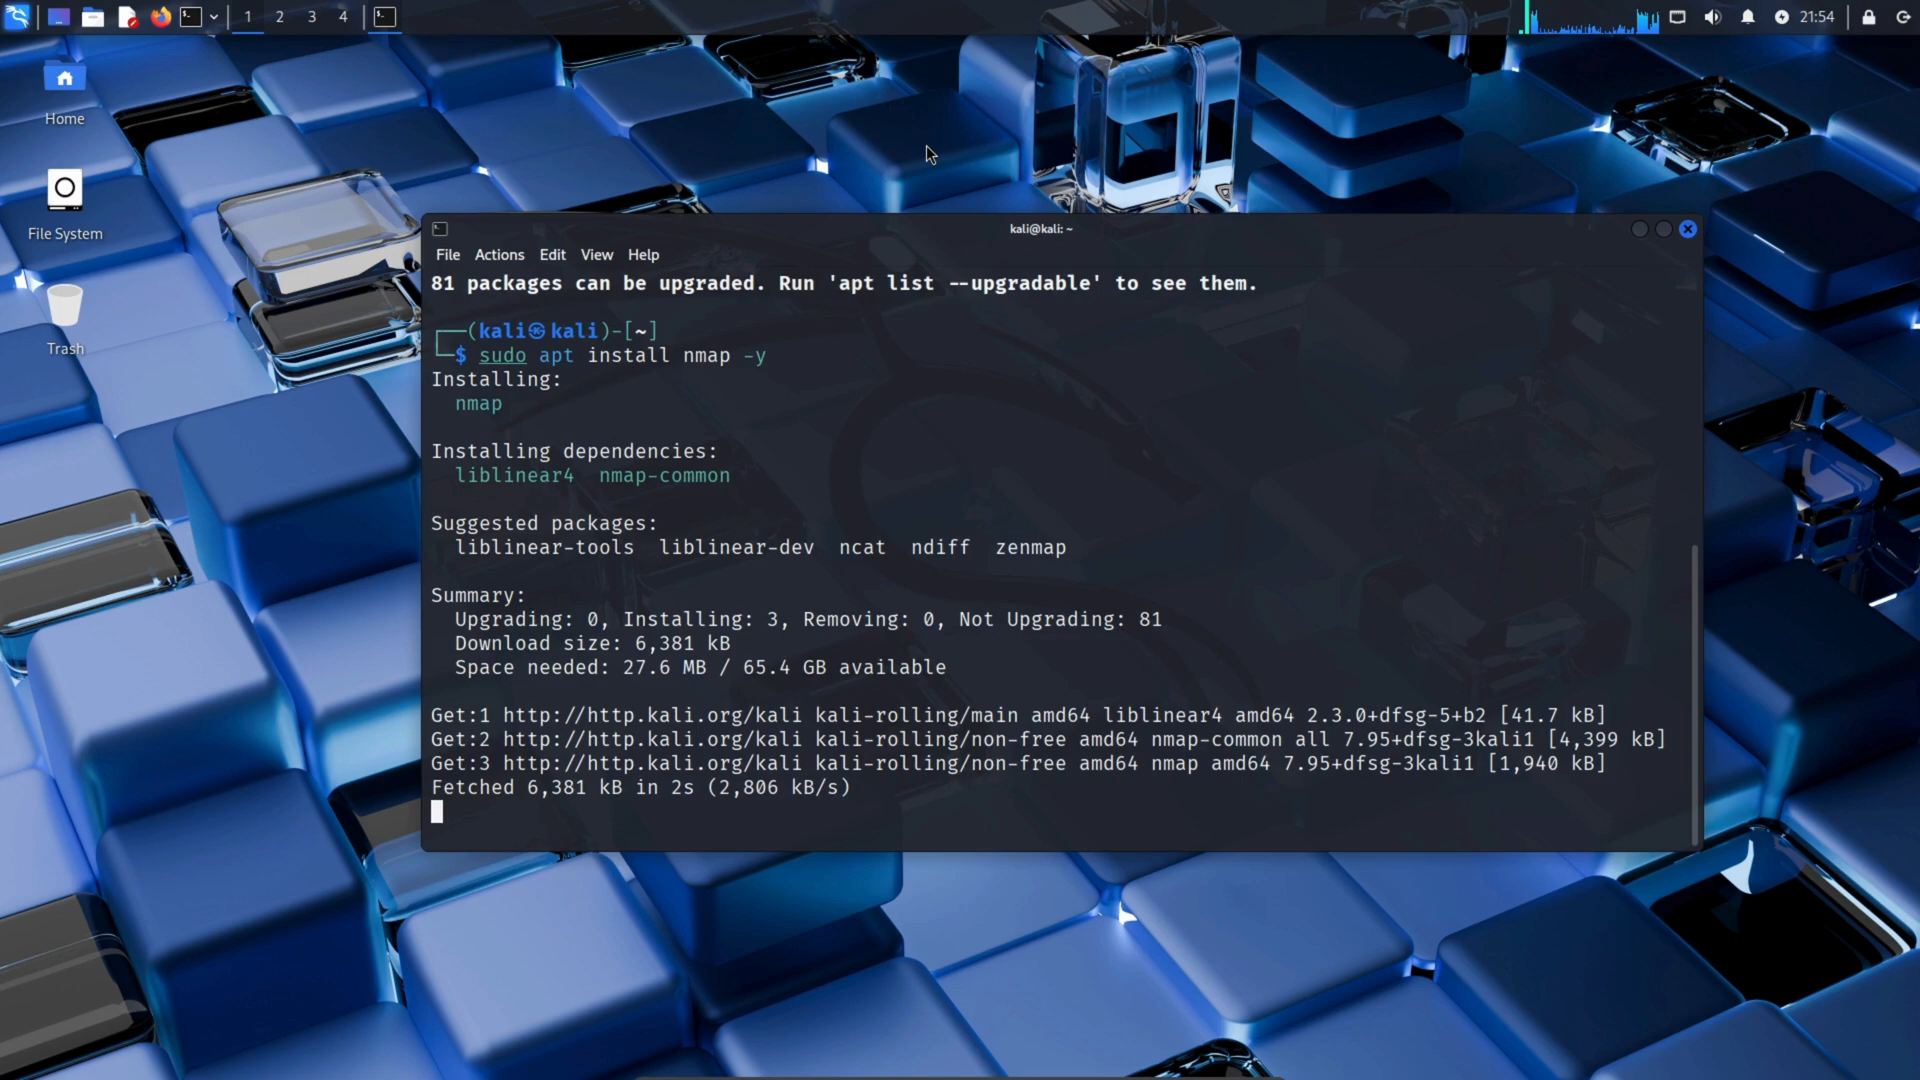 1 2 3 4
21:54
Home
File System
Trash
kali@kali: ~
File Actions Edit View Help
81 packages can be upgraded. Run 'apt list --upgradable' to see them.
(kali㉿kali)-[~]
$ sudo apt install nmap -y
Installing:
nmap
Installing dependencies:
liblinear4 nmap-common
Suggested packages:
liblinear-tools liblinear-dev ncat ndiff zenmap
Summary:
Upgrading: 0, Installing: 3, Removing: 0, Not Upgrading: 81
Download size: 6,381 kB
Space needed: 27.6 MB / 65.4 GB available
Get:1 http://http.kali.org/kali kali-rolling/main amd64 liblinear4 amd64 2.3.0+dfsg-5+b2 [41.7 kB]
Get:2 http://http.kali.org/kali kali-rolling/non-free amd64 nmap-common all 7.95+dfsg-3kali1 [4,399 kB]
Get:3 http://http.kali.org/kali kali-rolling/non-free amd64 nmap amd64 7.95+dfsg-3kali1 [1,940 kB]
Fetched 6,381 kB in 2s (2,806 kB/s)